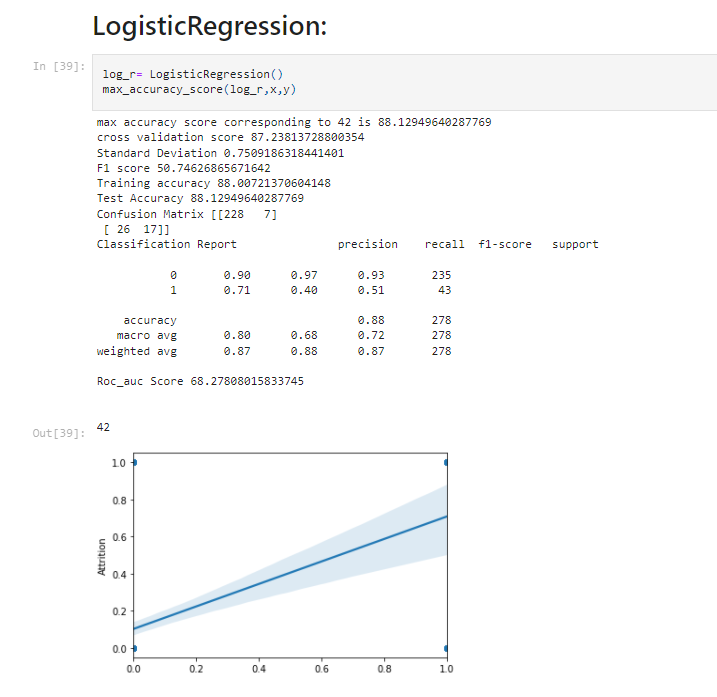 LogisticRegression:
In [39]:
log_r= LogisticRegression()
max_accuracy_score(log_r,x,y)
max accuracy score corresponding to 42 is 88.12949640287769
cross validation score 87.23813728800354
Standard Deviation 0.7509186318441401
F1 score 50.74626865671642
Training accuracy 88.00721370604148
Test Accuracy 88.12949640287769
Confusion Matrix [[228   7]
 [ 26  17]]
Classification Report               precision    recall  f1-score   support
0       0.90      0.97      0.93       235
1       0.71      0.40      0.51        43
accuracy                           0.88       278
macro avg       0.80      0.68      0.72       278
weighted avg       0.87      0.88      0.87       278
Roc_auc Score 68.27808015833745
Out[39]: 42
1.0
0.8
0.6
0.4
0.2
0.0
Attrition
0.0 0.2 0.4 0.6 0.8 1.0